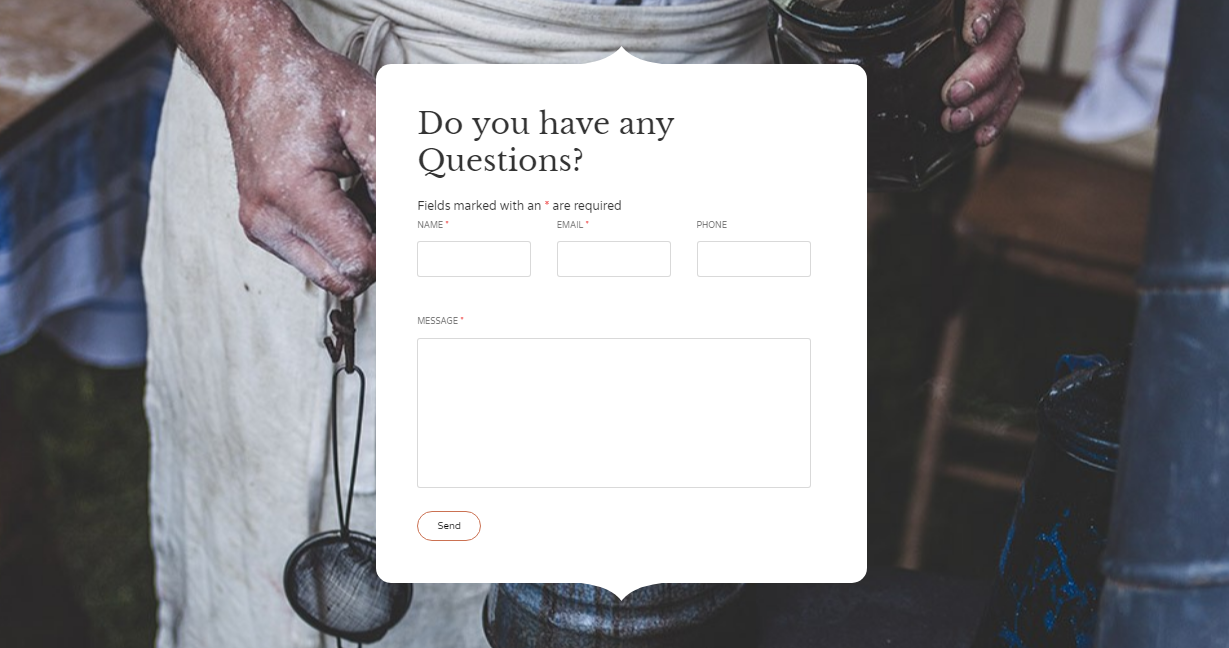 Do you have any
Questions?
Fields marked with an * are required
NAME * EMAIL * PHONE
MESSAGE *
Send